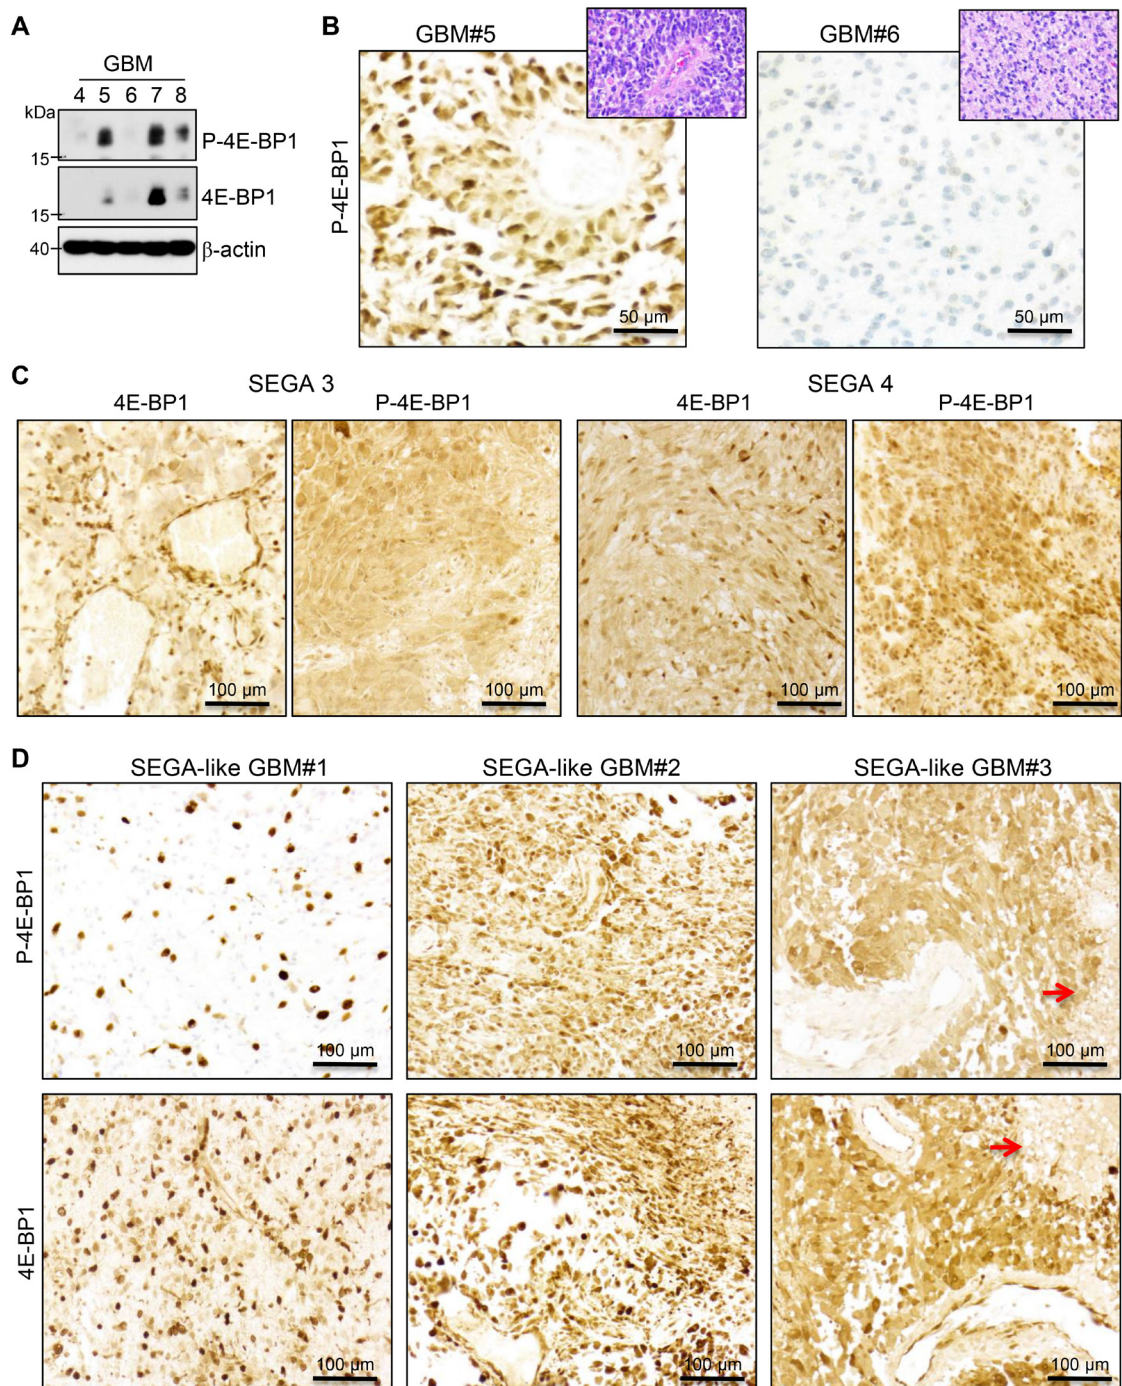 A
GBM
4 5 6 7 8
kDa
P-4E-BP1
15
4E-BP1
15
40
β-actin
B
GBM#5
GBM#6
P-4E-BP1
50 µm
50 µm
C
SEGA 3
SEGA 4
4E-BP1
P-4E-BP1
4E-BP1
P-4E-BP1
100 µm
100 µm
100 µm
100 µm
D
SEGA-like GBM#1
SEGA-like GBM#2
SEGA-like GBM#3
P-4E-BP1
100 µm
100 µm
100 µm
4E-BP1
100 µm
100 µm
100 µm